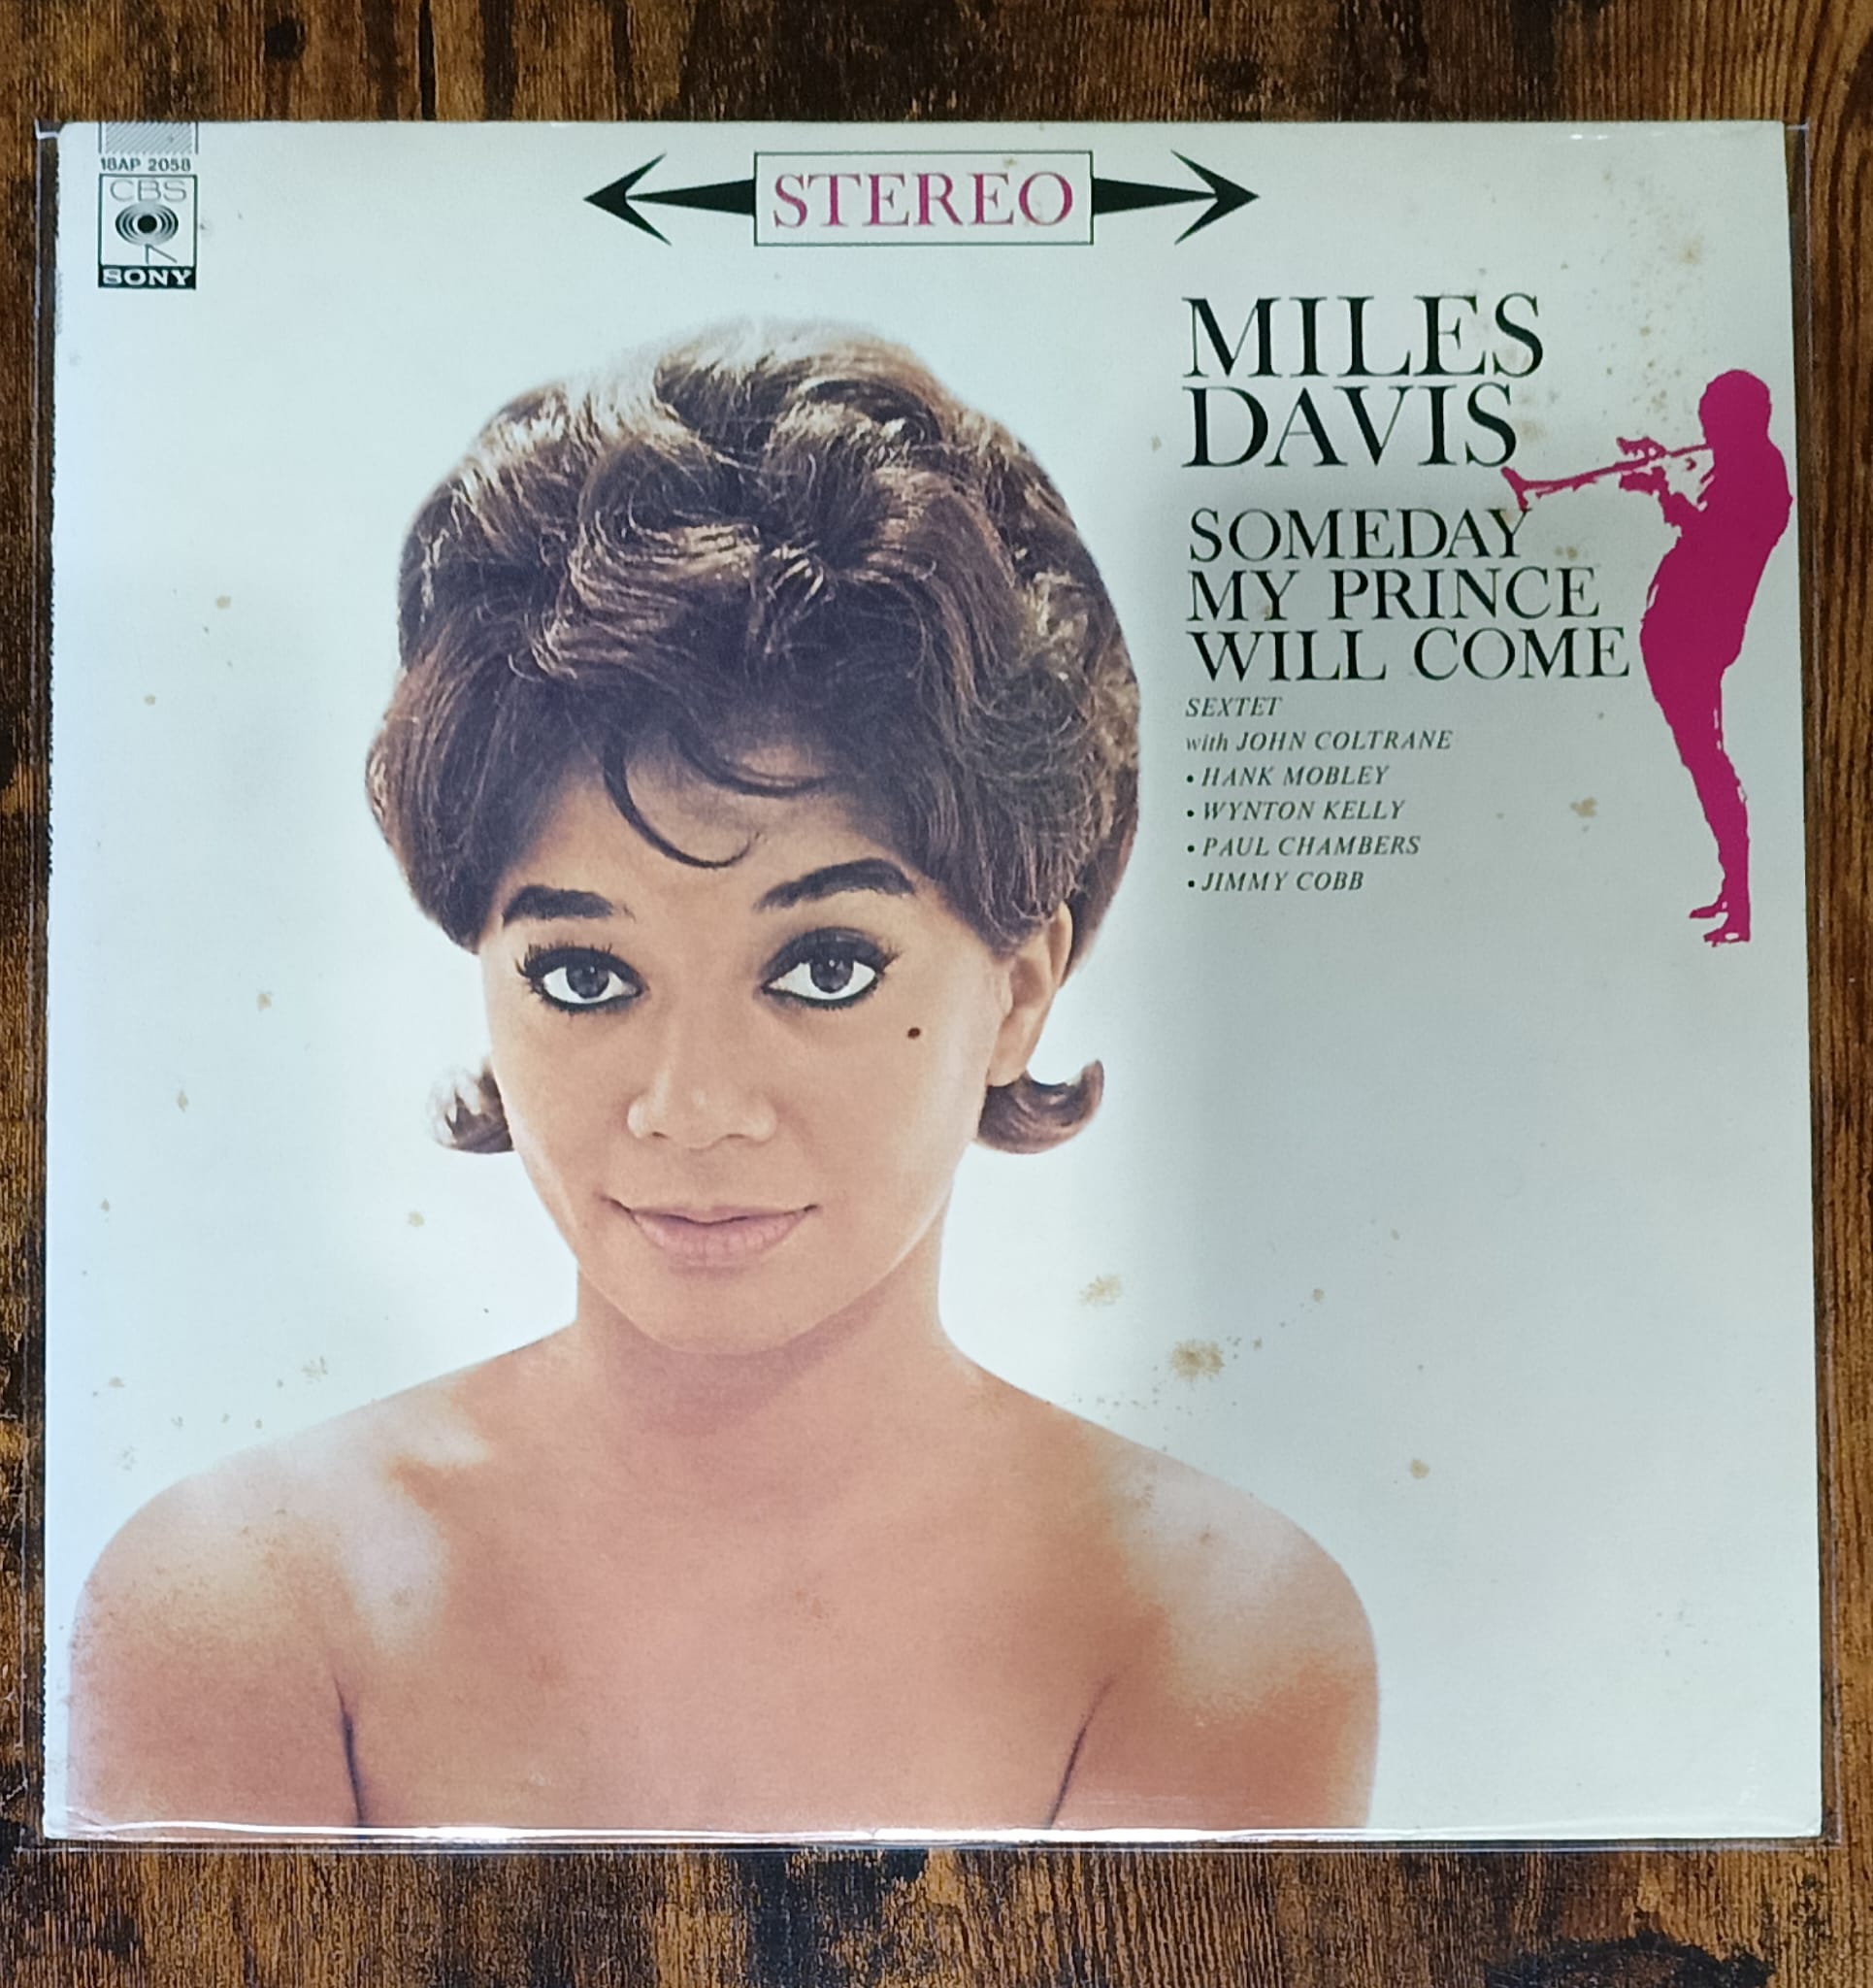 18AP 2058
CBS
SONY
STEREO
MILES
DAVIS
SOMEDAY
MY PRINCE
WILL COME
SEXTET
with JOHN COLTRANE
• HANK MOBLEY
• WYNTON KELLY
• PAUL CHAMBERS
• JIMMY COBB